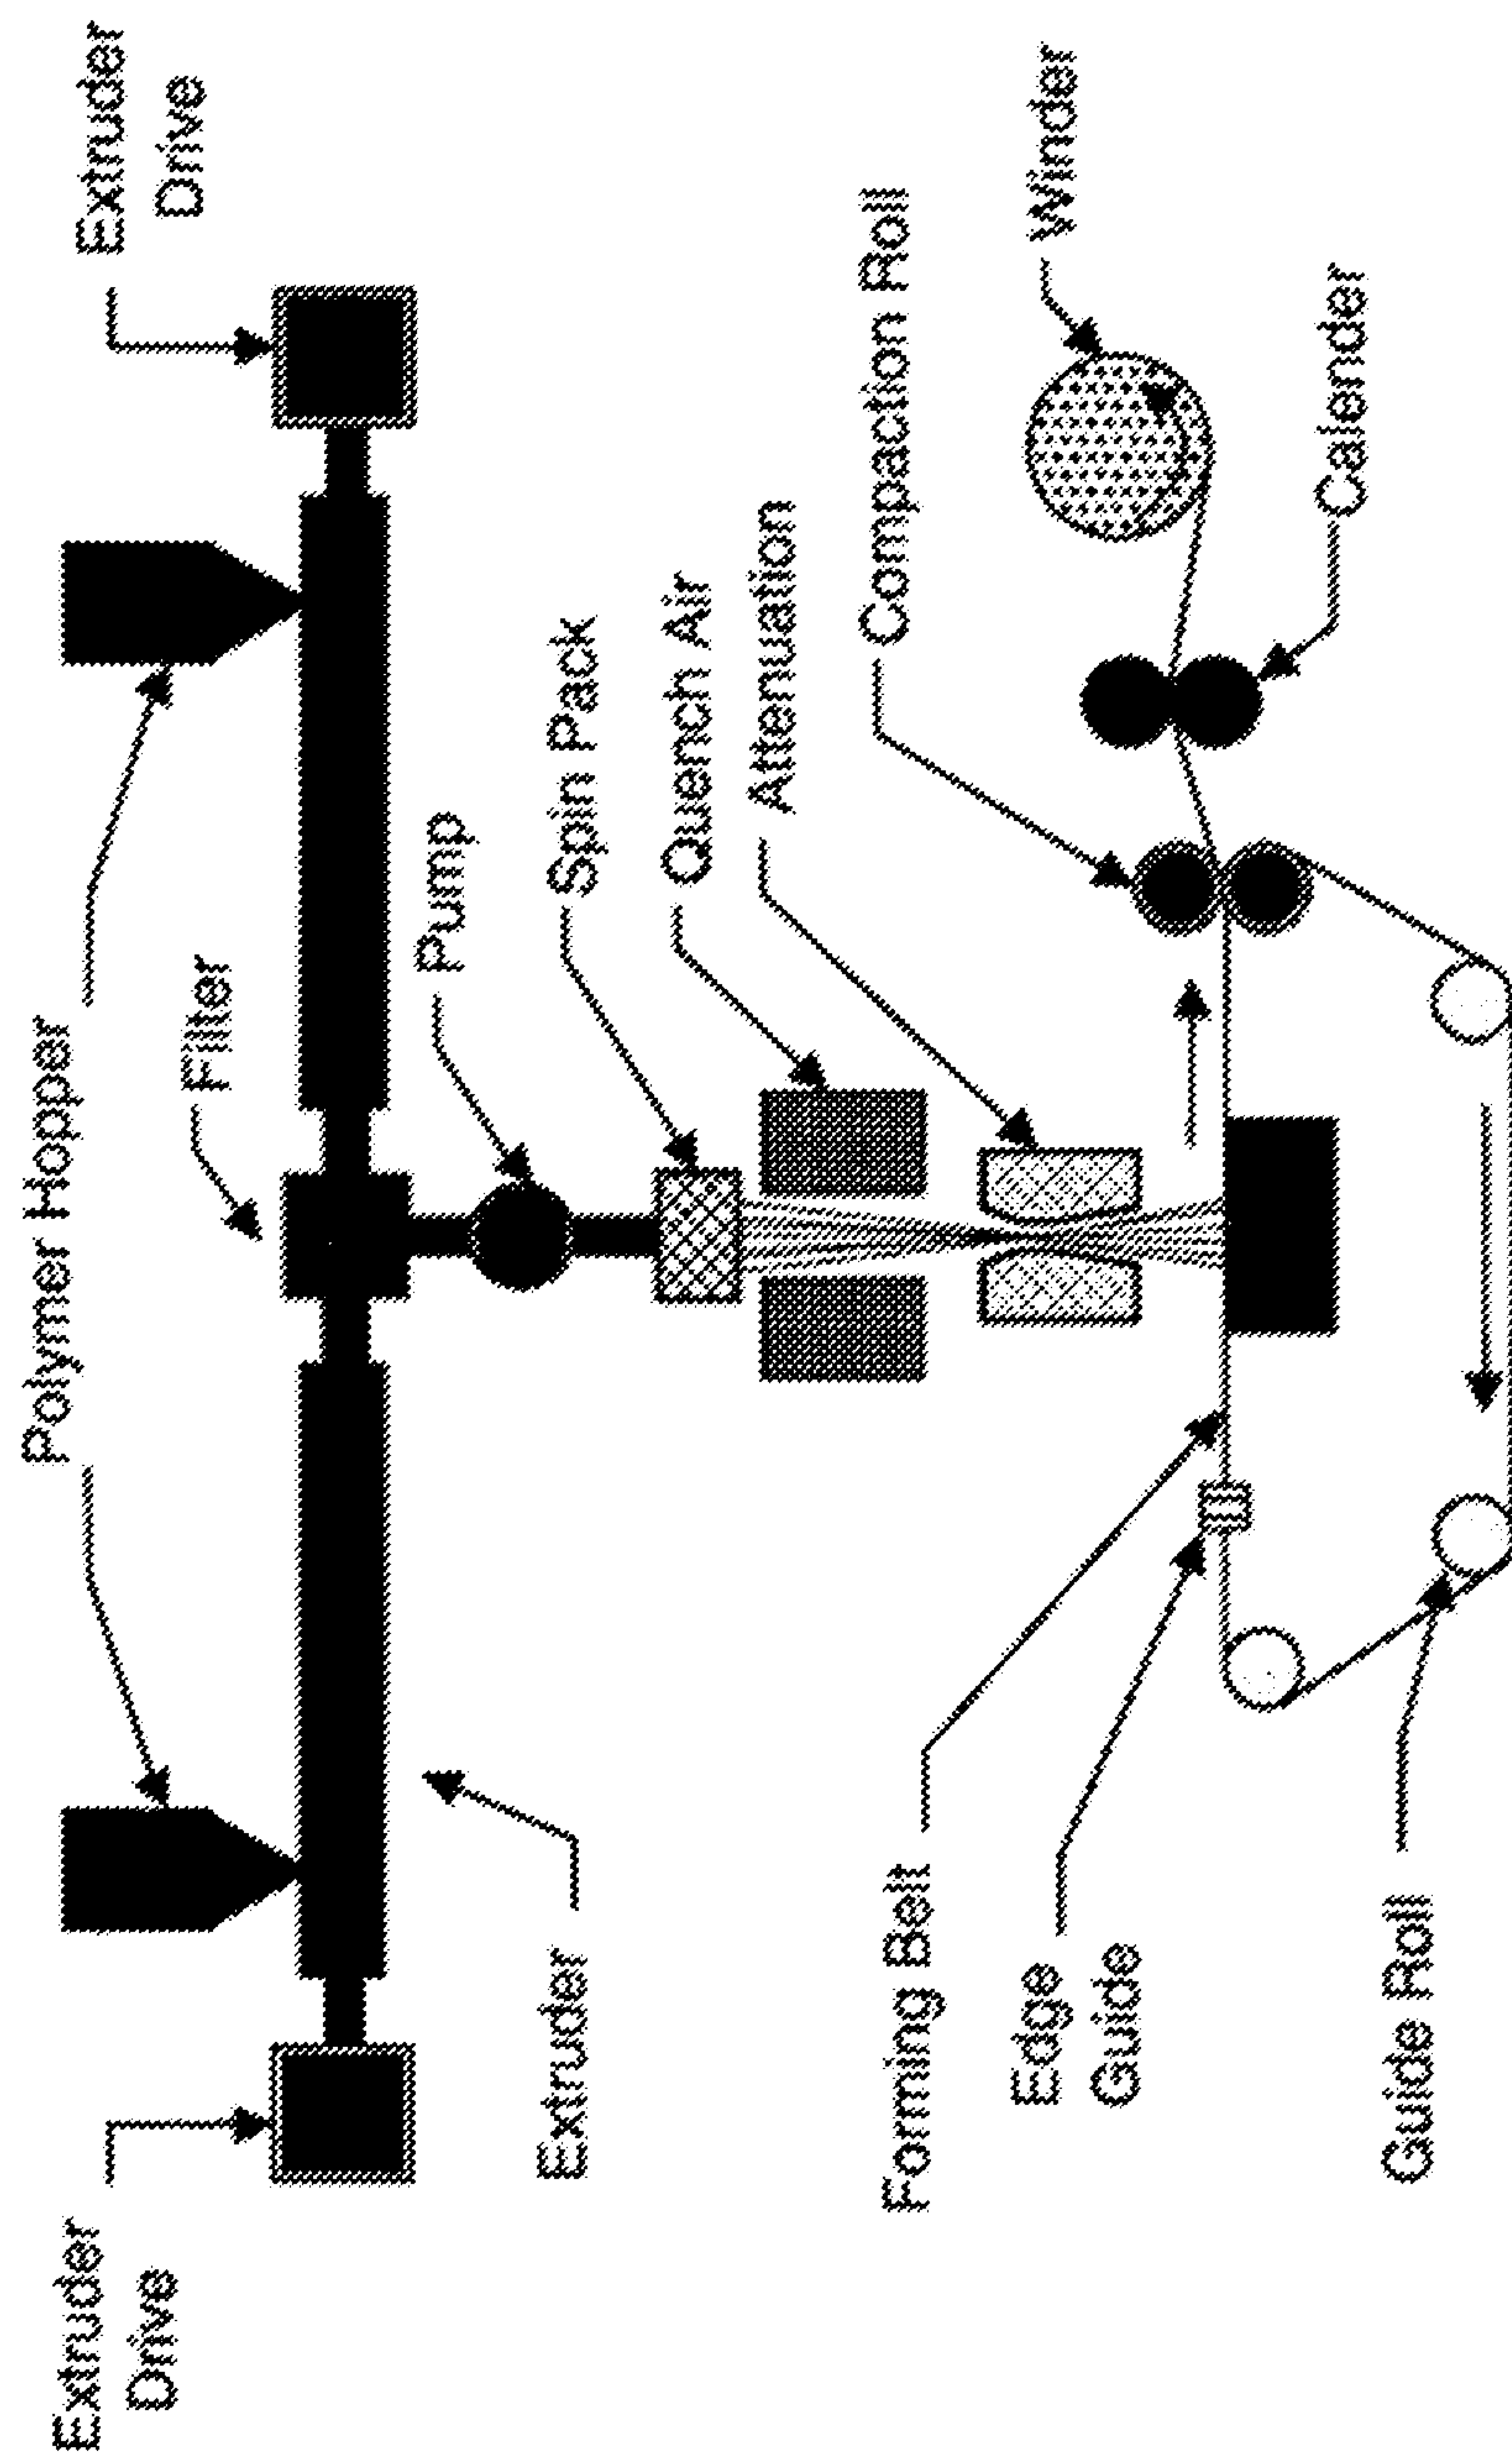 Extruder
Drive
Polymer Hopper
Extruder
Drive
Filter
Pump
Spin Pack
Quench Air
Attenuation
Compaction Roll
Winder
Calender
Extruder
Forming Belt
Edge
Guide
Guide Roll